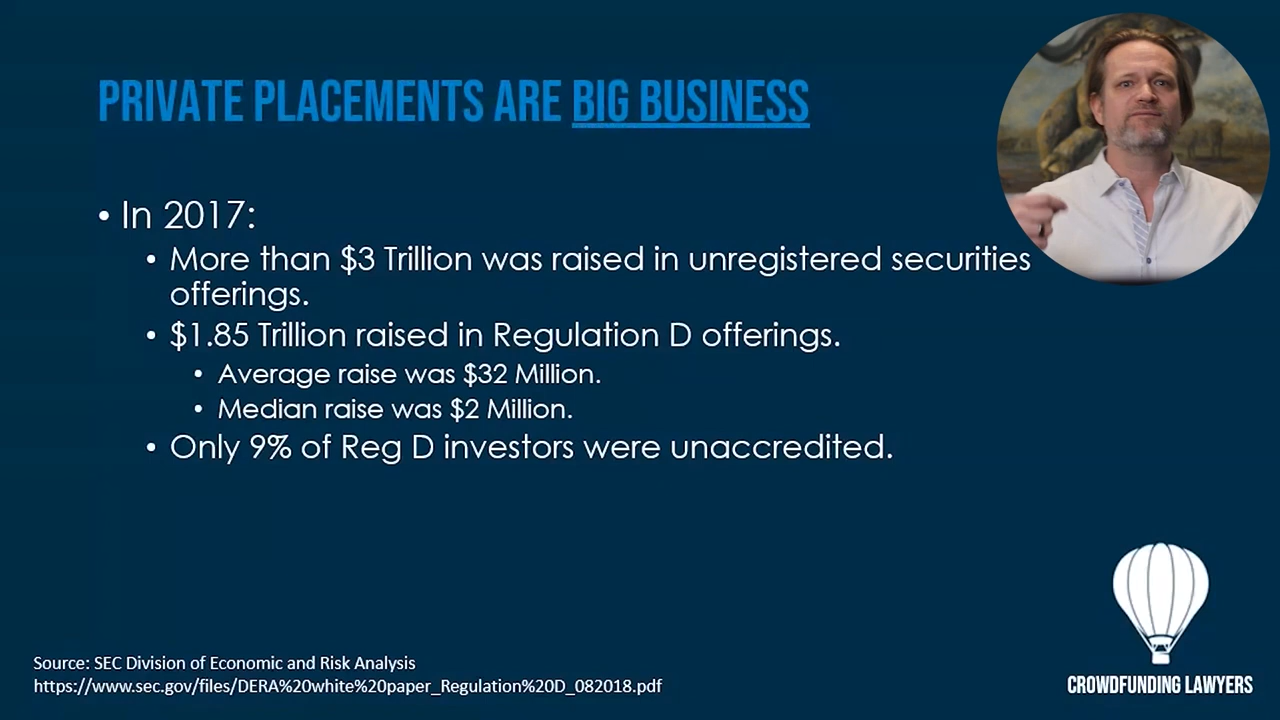 PRIVATE PLACEMENTS ARE BIG BUSINESS
• In 2017:
• More than $3 Trillion was raised in unregistered securities
offerings.
• $1.85 Trillion raised in Regulation D offerings.
• Average raise was $32 Million.
• Median raise was $2 Million.
• Only 9% of Reg D investors were unaccredited.
Source: SEC Division of Economic and Risk Analysis
https://www.sec.gov/files/DERA%20white%20paper_Regulation%20D_082018.pdf
CROWDFUNDING LAWYERS